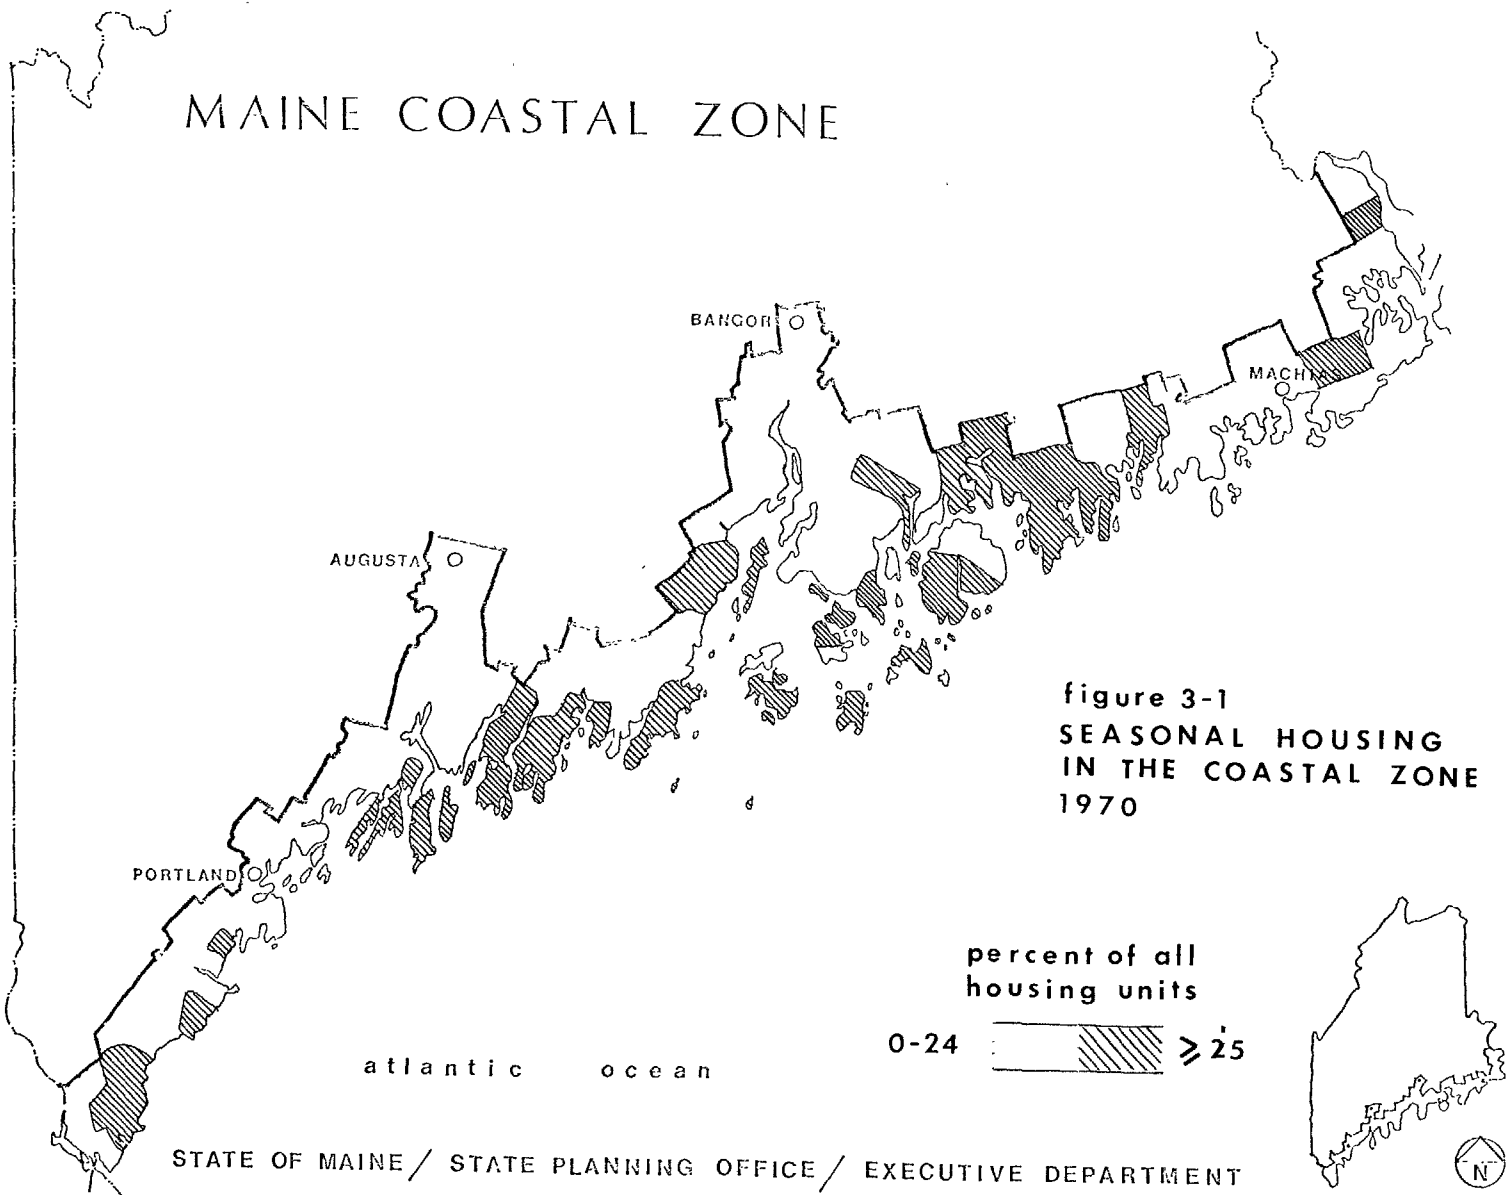 MAINE COASTAL ZONE
BANGOR
MACHIAS
AUGUSTA
figure 3-1
SEASONAL HOUSING
IN THE COASTAL ZONE
1970
PORTLAND
percent of all
housing units
0-24
≥ 25
atlantic ocean
STATE OF MAINE / STATE PLANNING OFFICE / EXECUTIVE DEPARTMENT
N